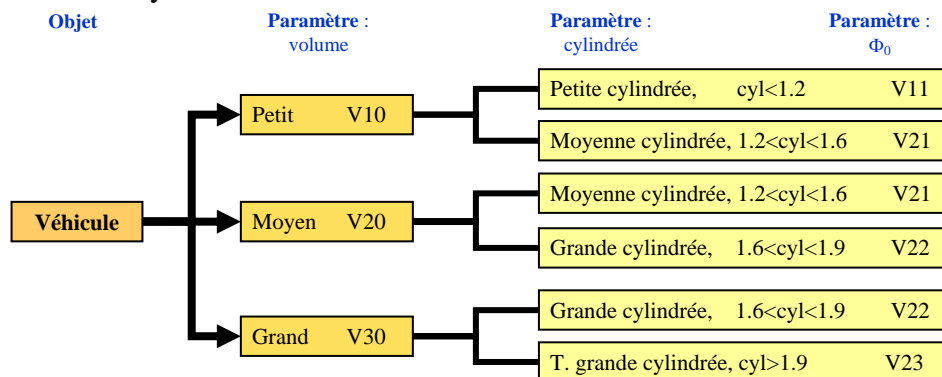 Objet Paramètre : Paramètre : Paramètre :
volume cylindrée Φ0
Petite cylindrée, cyl<1.2 V11
Petit V10
Moyenne cylindrée, 1.2<cyl<1.6 V21
Moyenne cylindrée, 1.2<cyl<1.6 V21
Véhicule Moyen V20
Grande cylindrée, 1.6<cyl<1.9 V22
Grande cylindrée, 1.6<cyl<1.9 V22
Grand V30
T. grande cylindrée, cyl>1.9 V23